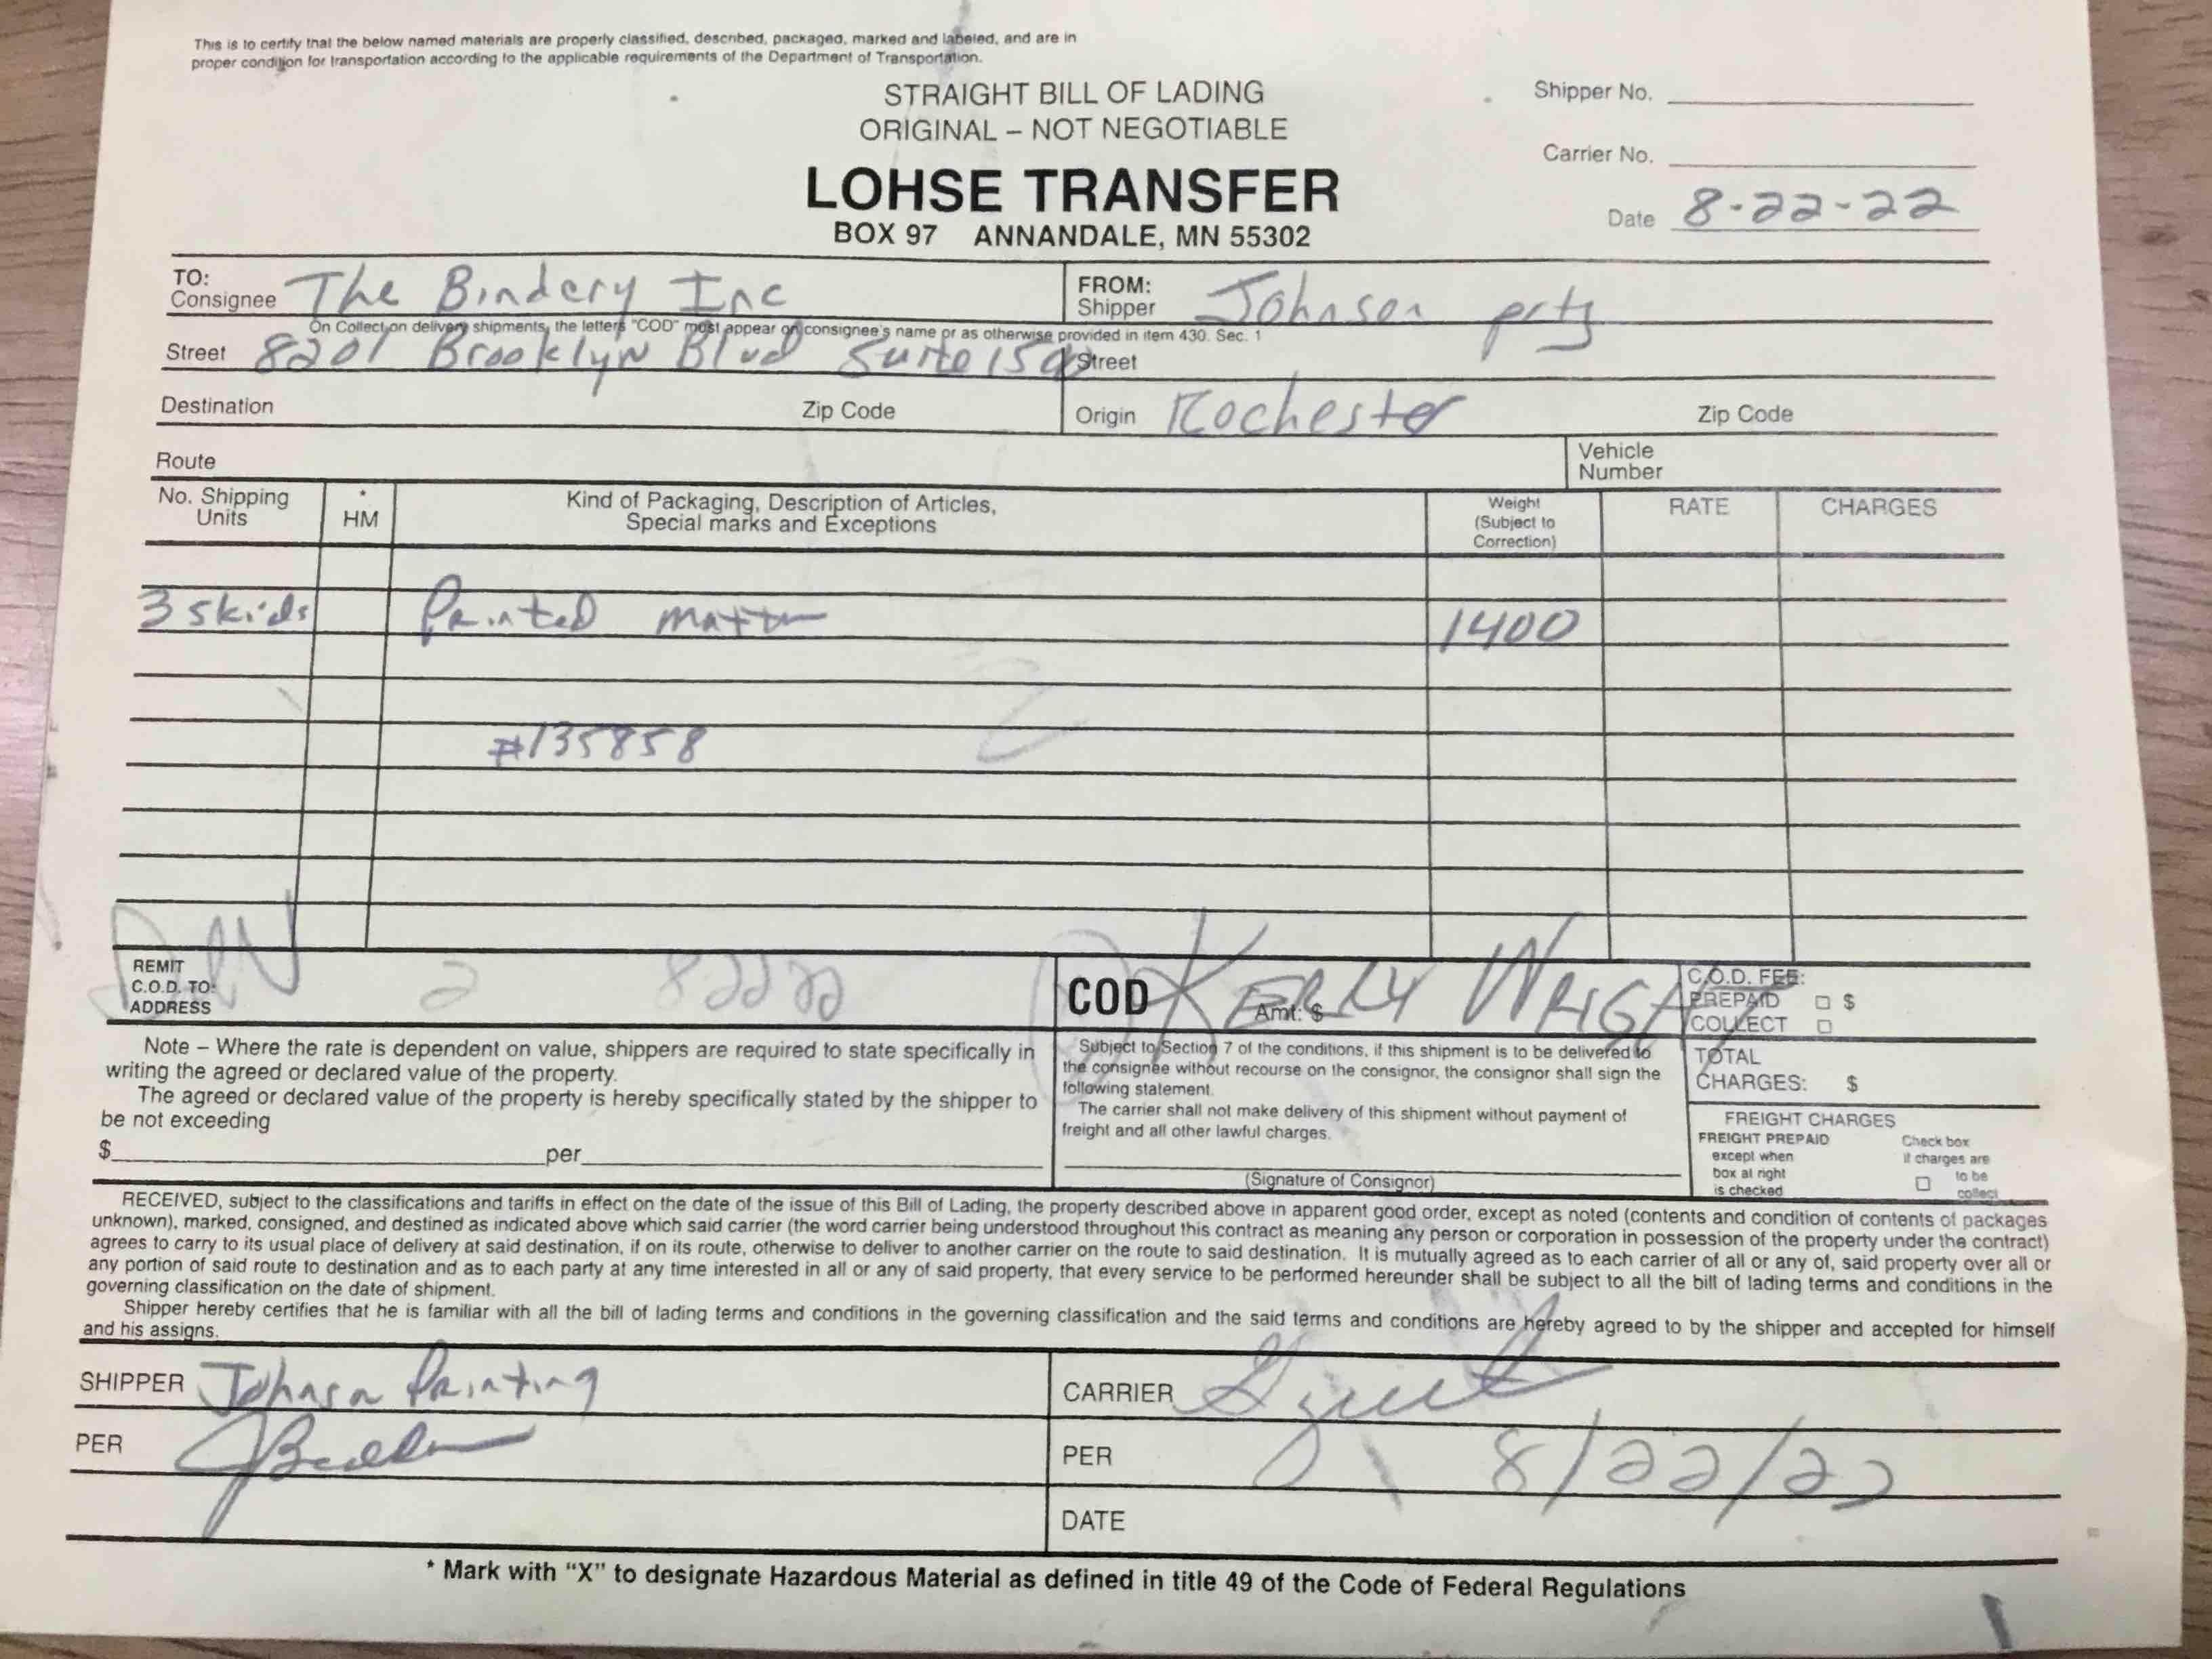 This is to certify that the below named materials are properly classified, described, packaged, marked and labeled, and are in
proper condition for transportation according to the applicable requirements of the Department of Transportation.
STRAIGHT BILL OF LADING
ORIGINAL – NOT NEGOTIABLE
LOHSE TRANSFER
BOX 97 ANNANDALE, MN 55302
Shipper No.
Carrier No.
Date 8-22-22
TO:
Consignee The Bindery Inc
FROM:
Shipper Johnson prtg
On Collect on delivery shipments, the letters "COD" must appear on consignee's name or as otherwise provided in item 430. Sec. 1
Street 8201 Brooklyn Blvd Suite
Street
Destination Zip Code
Origin Rochester Zip Code
Route
Vehicle
Number
No. Shipping
Units
*
HM
Kind of Packaging, Description of Articles,
Special marks and Exceptions
Weight
(Subject to
Correction)
RATE
CHARGES
3 skids Printed matter 1400
#135858
REMIT
C.O.D. TO:
ADDRESS
DW 2 82222
COD Amt: $
Wright
C.O.D. FEE:
PREPAID $
COLLECT
Note – Where the rate is dependent on value, shippers are required to state specifically in
writing the agreed or declared value of the property.
The agreed or declared value of the property is hereby specifically stated by the shipper to
be not exceeding
$ per
Subject to Section 7 of the conditions, if this shipment is to be delivered to
the consignee without recourse on the consignor, the consignor shall sign the
following statement.
The carrier shall not make delivery of this shipment without payment of
freight and all other lawful charges.
(Signature of Consignor)
TOTAL
CHARGES: $
FREIGHT CHARGES
FREIGHT PREPAID
except when
box at right
is checked
Check box
if charges are
to be
collect
RECEIVED, subject to the classifications and tariffs in effect on the date of the issue of this Bill of Lading, the property described above in apparent good order, except as noted (contents and condition of contents of packages
unknown), marked, consigned, and destined as indicated above which said carrier (the word carrier being understood throughout this contract as meaning any person or corporation in possession of the property under the contract)
agrees to carry to its usual place of delivery at said destination, if on its route, otherwise to deliver to another carrier on the route to said destination. It is mutually agreed as to each carrier of all or any of, said property over all or
any portion of said route to destination and as to each party at any time interested in all or any of said property, that every service to be performed hereunder shall be subject to all the bill of lading terms and conditions in the
governing classification on the date of shipment.
Shipper hereby certifies that he is familiar with all the bill of lading terms and conditions in the governing classification and the said terms and conditions are hereby agreed to by the shipper and accepted for himself
and his assigns.
SHIPPER Johnson Printing
CARRIER
PER
PER 8/22/22
DATE
* Mark with "X" to designate Hazardous Material as defined in title 49 of the Code of Federal Regulations